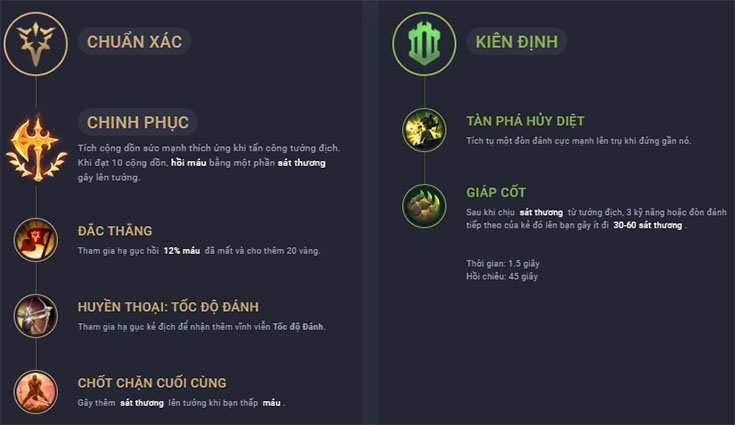 CHUẨN XÁC
CHINH PHỤC
Tích cộng dồn sức mạnh thích ứng khi tấn công tướng địch.
Khi đạt 10 cộng dồn, hồi máu bằng một phần sát thương
gây lên tướng.
ĐẮC THẮNG
Tham gia hạ gục hồi 12% máu đã mất và cho thêm 20 vàng.
HUYỀN THOẠI: TỐC ĐỘ ĐÁNH
Tham gia hạ gục kẻ địch để nhận thêm vĩnh viễn Tốc độ Đánh.
CHỐT CHẶN CUỐI CÙNG
Gây thêm sát thương lên tướng khi bạn thấp máu .
KIÊN ĐỊNH
TÀN PHÁ HỦY DIỆT
Tích tụ một đòn đánh cực mạnh lên trụ khi đứng gần nó.
GIÁP CỐT
Sau khi chịu sát thương từ tướng địch, 3 kỹ năng hoặc đòn đánh
tiếp theo của kẻ đó lên bạn gây ít đi 30-60 sát thương .
Thời gian: 1.5 giây
Hồi chiêu: 45 giây